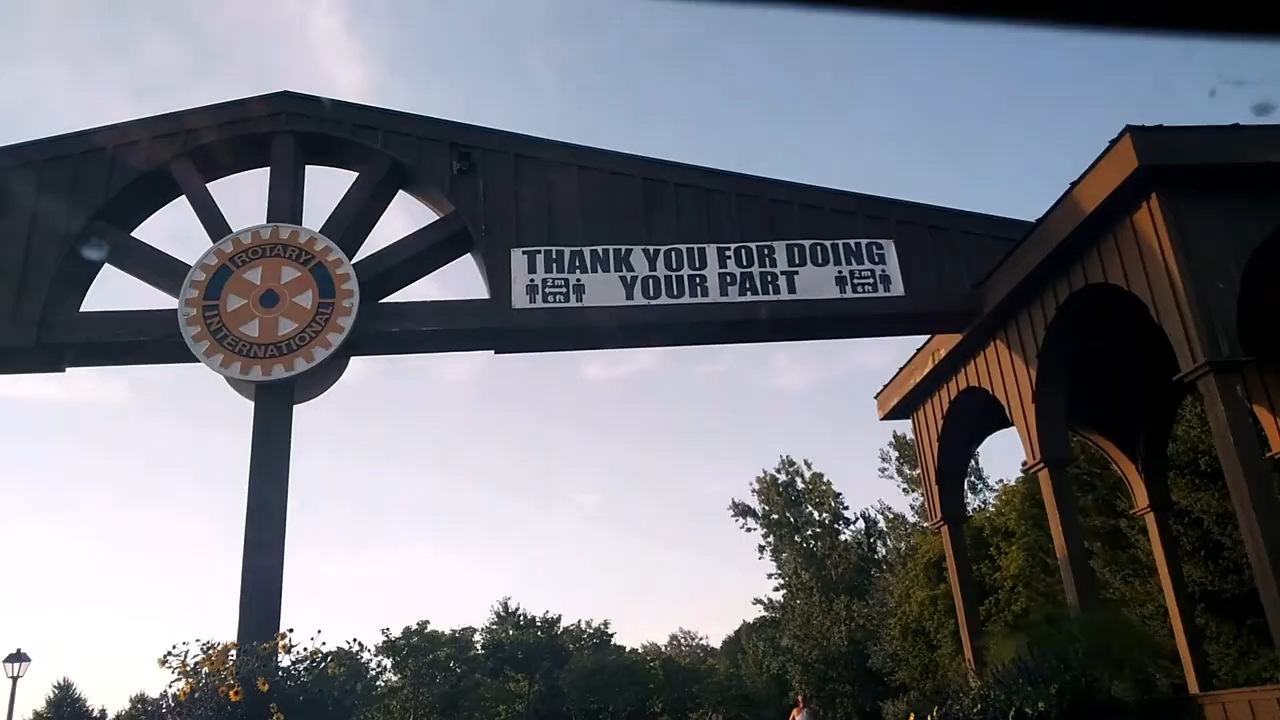 ROTARY
INTERNATIONAL
THANK YOU FOR DOING
YOUR PART
2m
6ft
2m
6ft